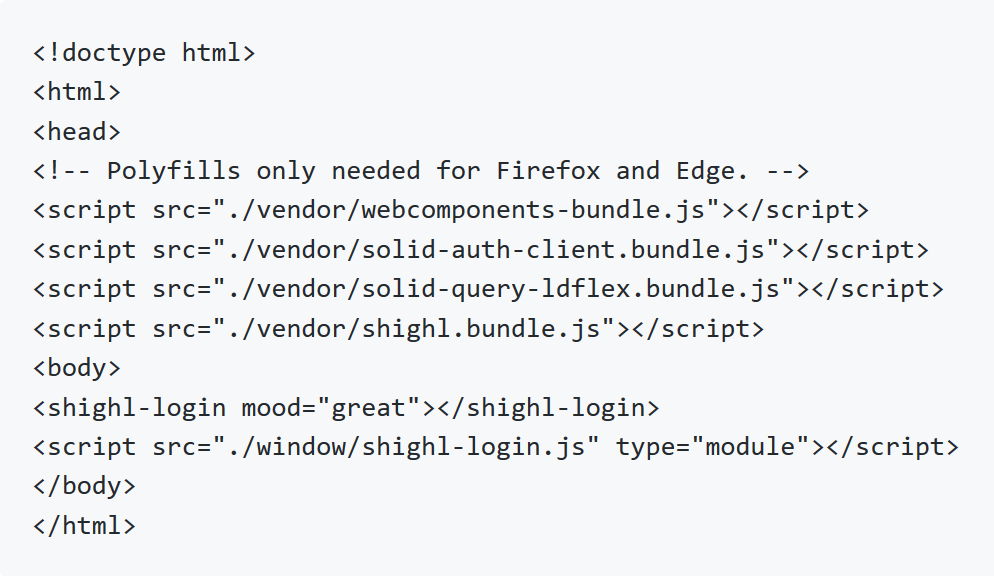 <!doctype html>
<html>
<head>
<!-- Polyfills only needed for Firefox and Edge. -->
<script src="./vendor/webcomponents-bundle.js"></script>
<script src="./vendor/solid-auth-client.bundle.js"></script>
<script src="./vendor/solid-query-ldflex.bundle.js"></script>
<script src="./vendor/shighl.bundle.js"></script>
<body>
<shighl-login mood="great"></shighl-login>
<script src="./window/shighl-login.js" type="module"></script>
</body>
</html>